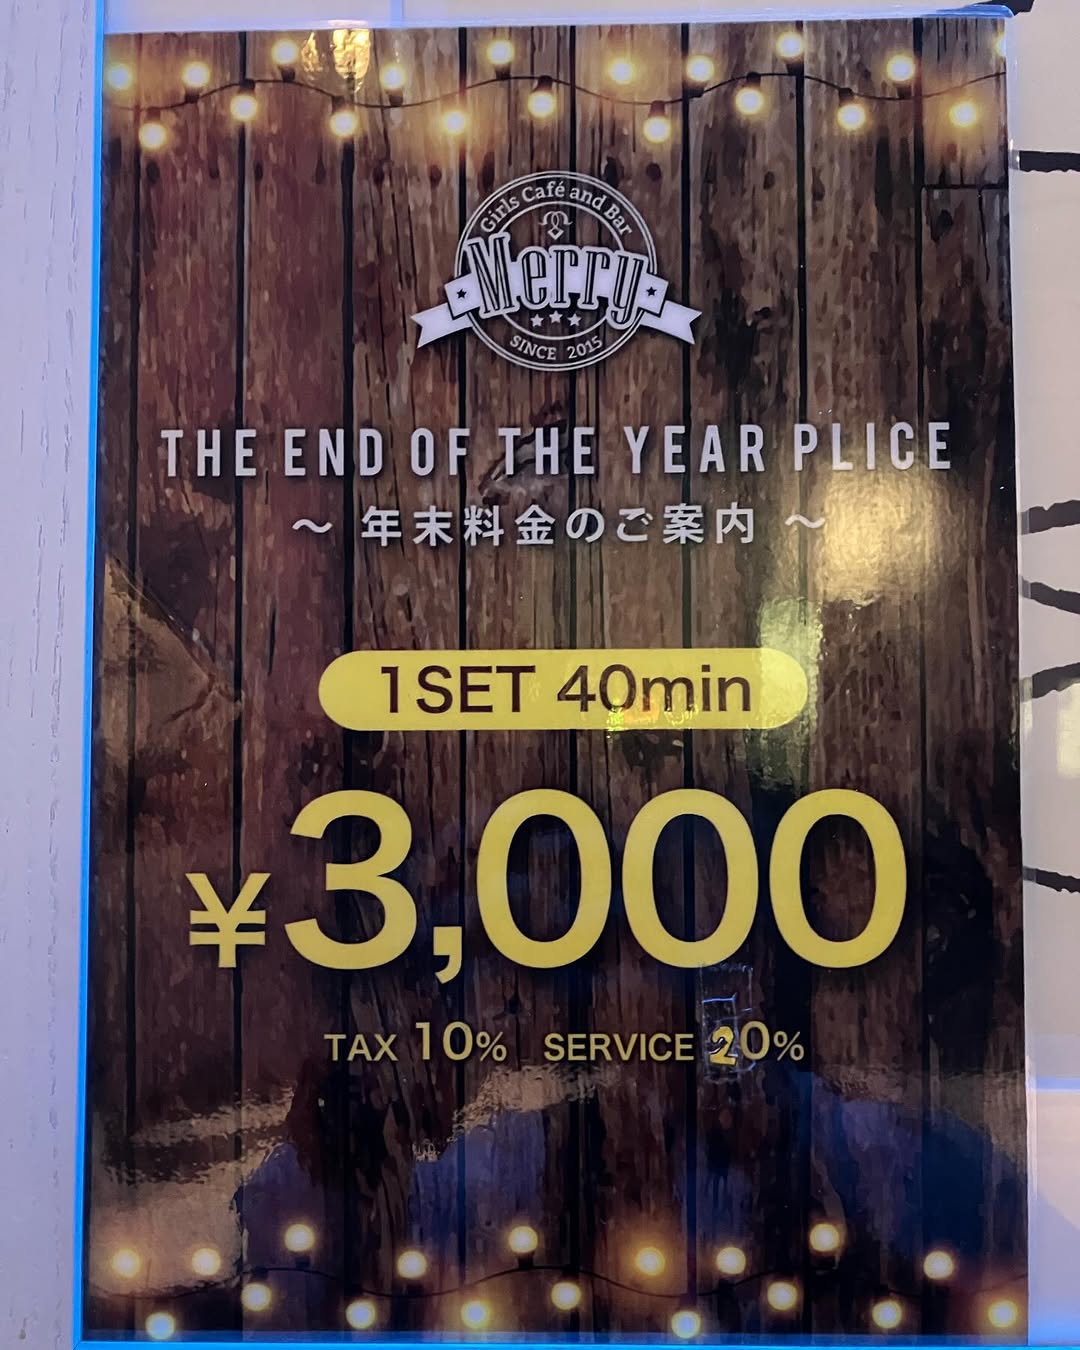 Girls Café and Bar
Merry
SINCE 2015
THE END OF THE YEAR PLICE
～ 年末料金のご案内 ～
1SET 40min
¥3,000
TAX 10% SERVICE 20%